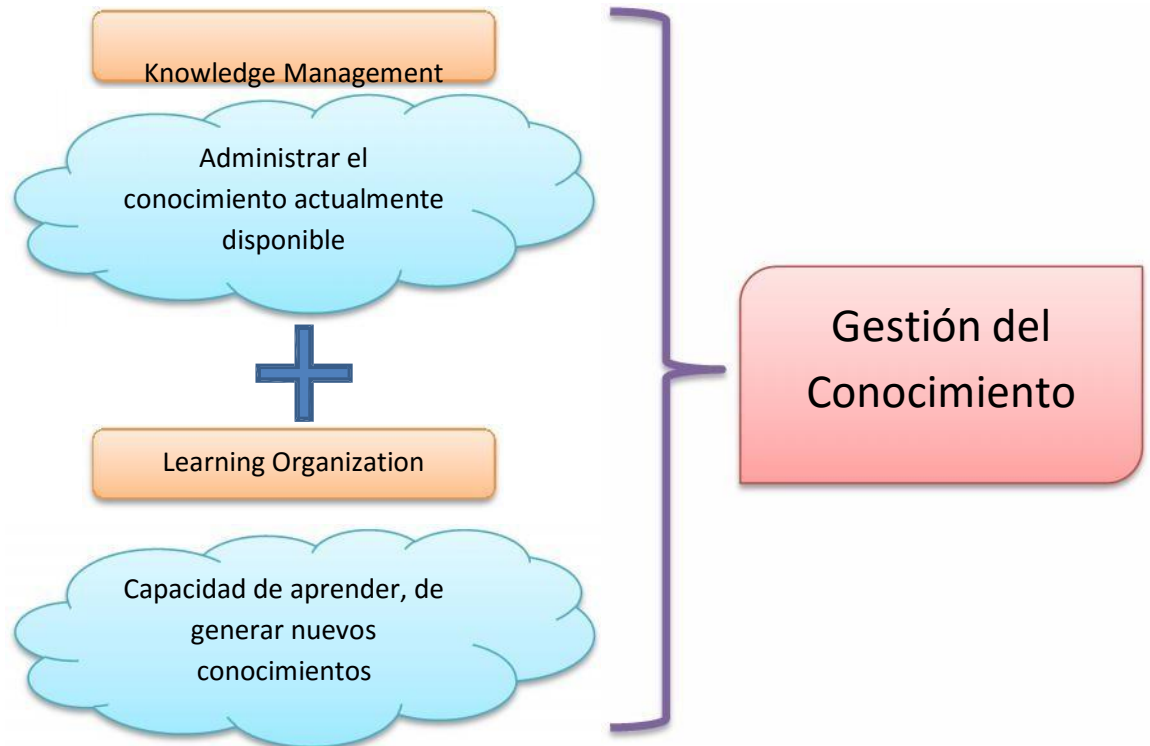 Knowledge Management
Administrar el
conocimiento actualmente
disponible
Learning Organization
Capacidad de aprender, de
generar nuevos
conocimientos
Gestión del
Conocimiento